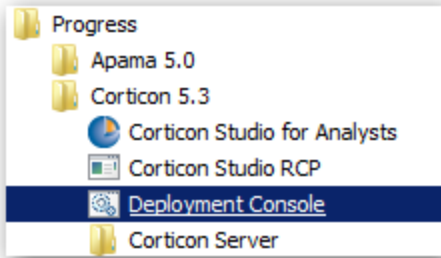 Progress
Apama 5.0
Corticon 5.3
Corticon Studio for Analysts
Corticon Studio RCP
Deployment Console
Corticon Server